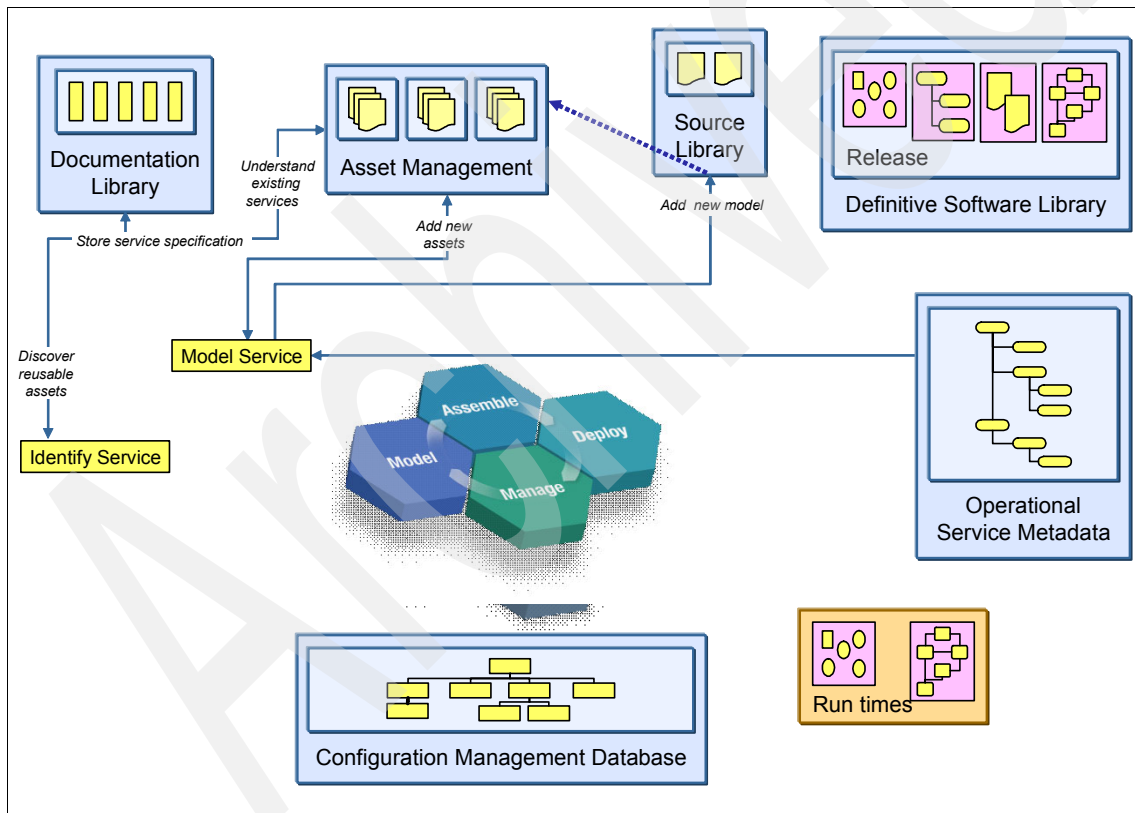 Documentation
Library
Understand
existing
services
Asset Management
Source
Library
Release
Definitive Software Library
Store service specification
Add new
assets
Add new model
Discover
reusable
assets
Model Service
Identify Service
Assemble
Deploy
Model
Manage
Operational
Service Metadata
Run times
Configuration Management Database
Archived